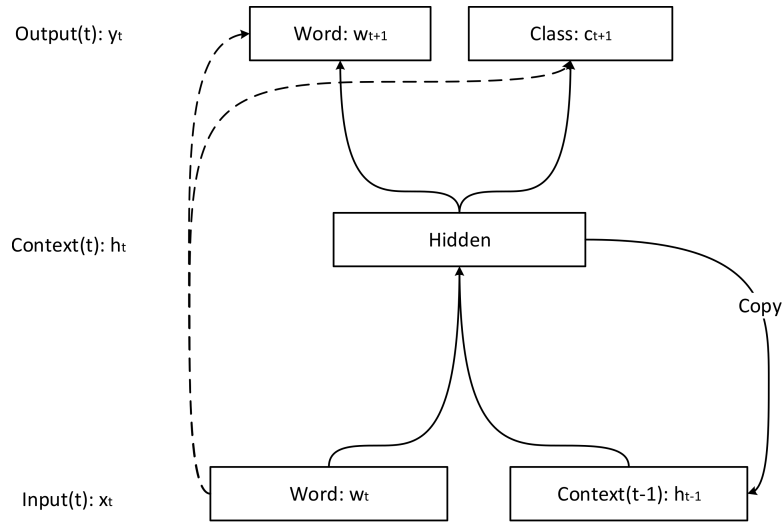 Output(t): yt
Word: wt+1
Class: ct+1
Context(t): ht
Hidden
Copy
Input(t): xt
Word: wt
Context(t-1): ht-1